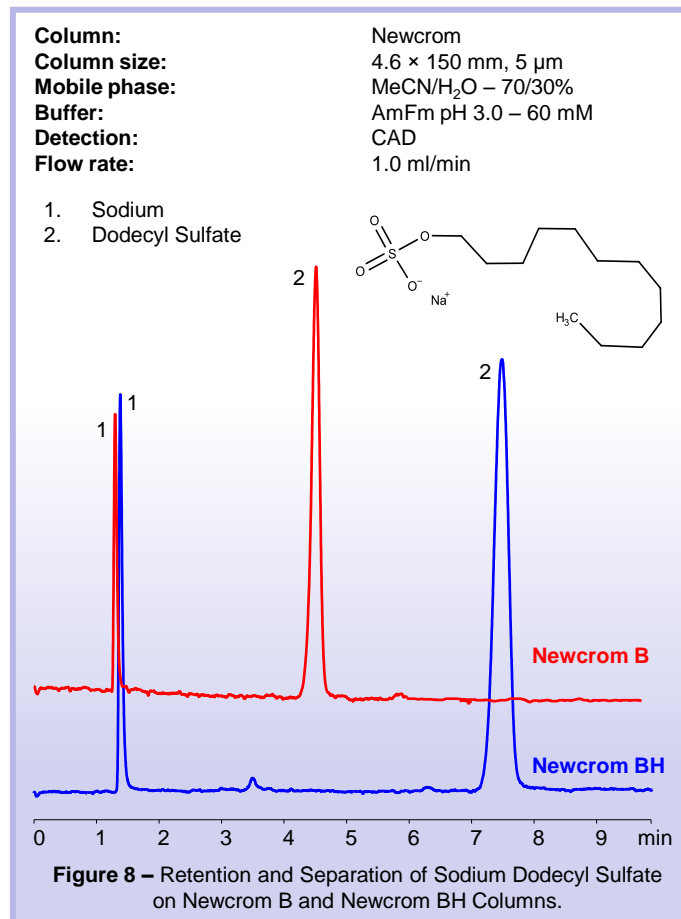 Column: Newcrom
Column size: 4.6 × 150 mm, 5 µm
Mobile phase: MeCN/H₂O – 70/30%
Buffer: AmFm pH 3.0 – 60 mM
Detection: CAD
Flow rate: 1.0 ml/min
1. Sodium
2. Dodecyl Sulfate
O
O
S
O
O⁻
Na⁺
H₃C
2
2
1
1
Newcrom B
Newcrom BH
0 1 2 3 4 5 6 7 8 9 min
Figure 8 – Retention and Separation of Sodium Dodecyl Sulfate
on Newcrom B and Newcrom BH Columns.